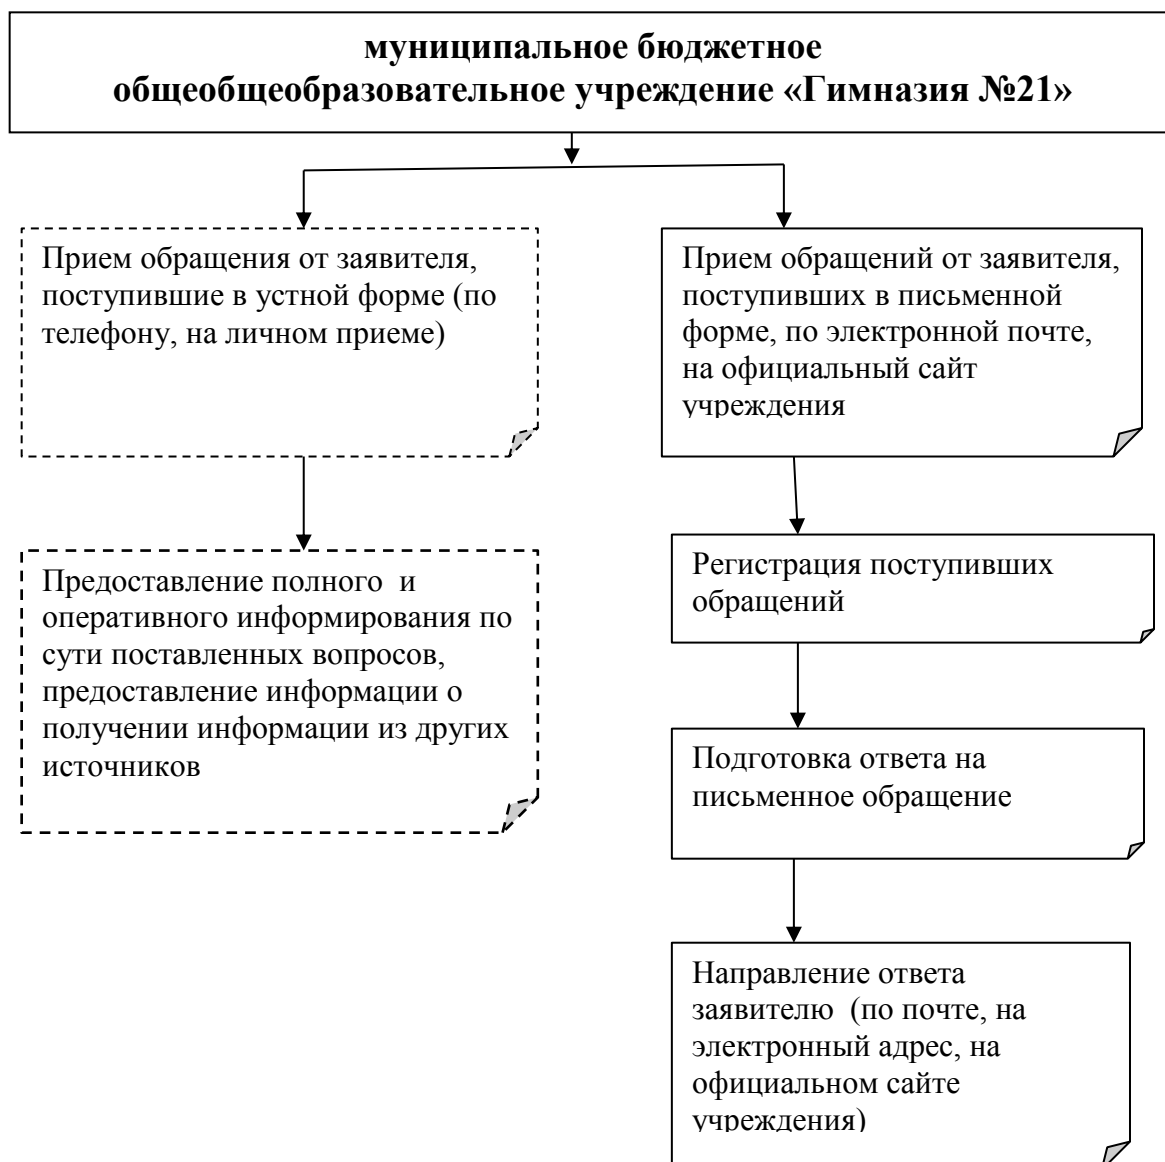 муниципальное бюджетное
общеобщеобразовательное учреждение «Гимназия №21»
Прием обращения от заявителя,
поступившие в устной форме (по
телефону, на личном приеме)
Прием обращений от заявителя,
поступивших в письменной
форме, по электронной почте,
на официальный сайт
учреждения
Предоставление полного и
оперативного информирования по
сути поставленных вопросов,
предоставление информации о
получении информации из других
источников
Регистрация поступивших
обращений
Подготовка ответа на
письменное обращение
Направление ответа
заявителю (по почте, на
электронный адрес, на
официальном сайте
учреждения)